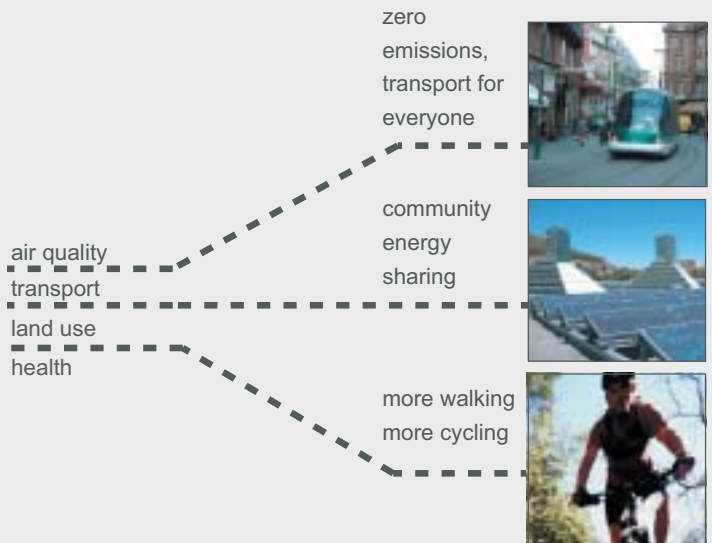 air quality
transport
land use
health
zero
emissions,
transport for
everyone
community
energy
sharing
more walking
more cycling